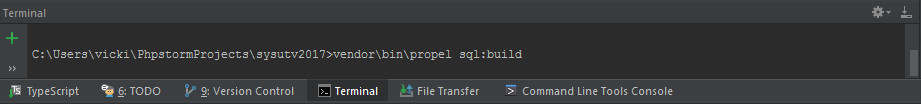 Terminal
C:\Users\vicki\PhpstormProjects\sysutv2017>vendor\bin\propel sql:build
TS TypeScript 6: TODO 9: Version Control Terminal File Transfer Command Line Tools Console